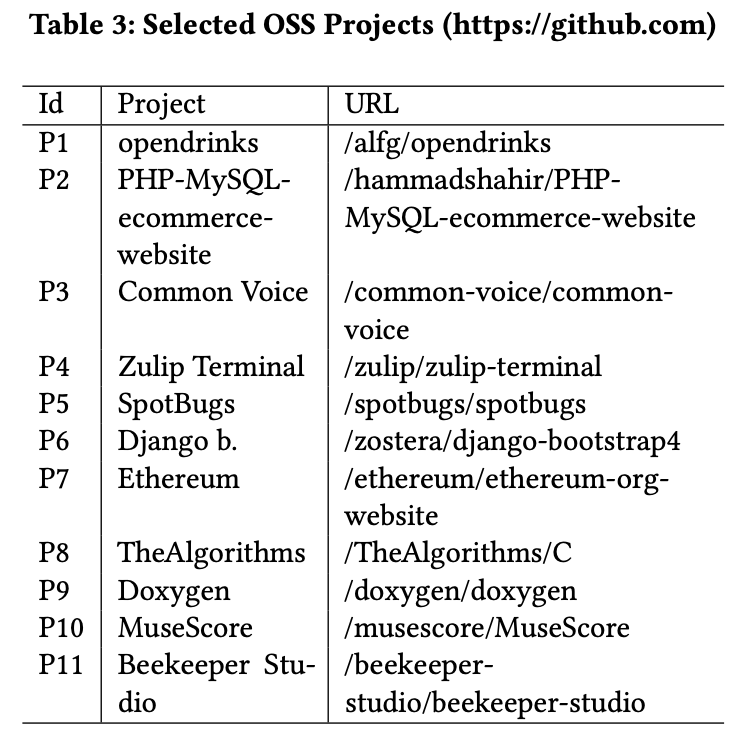 Table 3: Selected OSS Projects (https://github.com)
Id Project URL
P1 opendrinks /alfg/opendrinks
P2 PHP-MySQL- /hammadshahir/PHP-
ecommerce- MySQL-ecommerce-website
website
P3 Common Voice /common-voice/common-
voice
P4 Zulip Terminal /zulip/zulip-terminal
P5 SpotBugs /spotbugs/spotbugs
P6 Django b. /zostera/django-bootstrap4
P7 Ethereum /ethereum/ethereum-org-
website
P8 TheAlgorithms /TheAlgorithms/C
P9 Doxygen /doxygen/doxygen
P10 MuseScore /musescore/MuseScore
P11 Beekeeper Stu- /beekeeper-
dio studio/beekeeper-studio